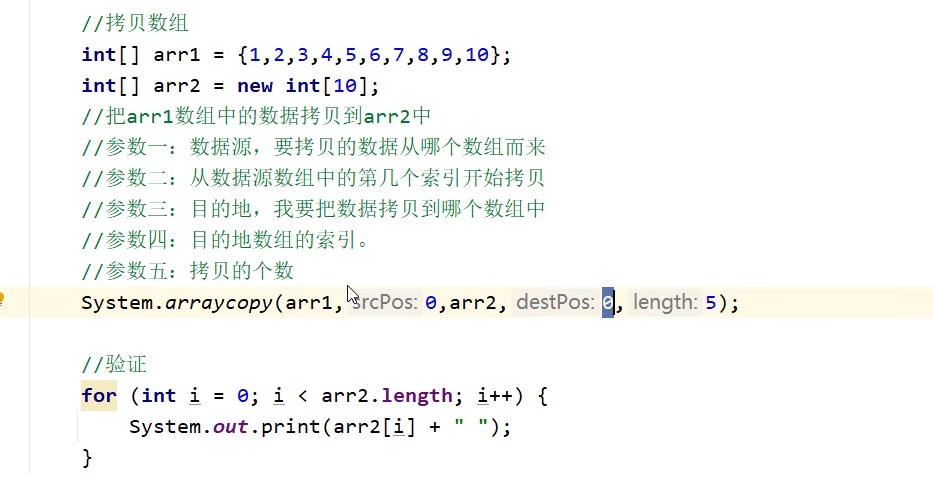 //拷贝数组
int[] arr1 = {1,2,3,4,5,6,7,8,9,10};
int[] arr2 = new int[10];
//把arr1数组中的数据拷贝到arr2中
//参数一：数据源，要拷贝的数据从哪个数组而来
//参数二：从数据源数组中的第几个索引开始拷贝
//参数三：目的地，我要把数据拷贝到哪个数组中
//参数四：目的地数组的索引。
//参数五：拷贝的个数
System.arraycopy(arr1, srcPos: 0,arr2, destPos: 0, length: 5);
//验证
for (int i = 0; i < arr2.length; i++) {
System.out.print(arr2[i] + " ");
}